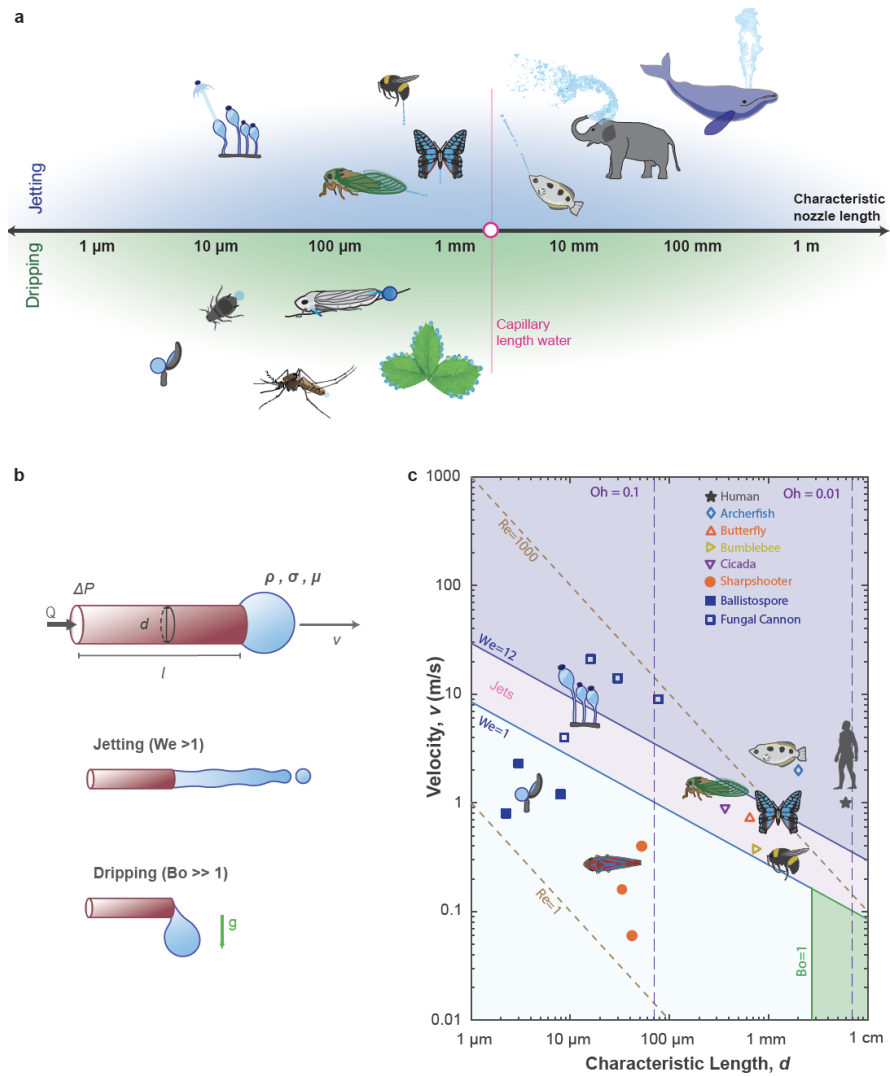 a
Jetting
Dripping
Characteristic
nozzle length
1 µm
10 µm
100 µm
1 mm
10 mm
100 mm
1 m
Capillary
length water
b
ΔP
Q
d
l
ρ , σ , μ
v
Jetting (We >1)
Dripping (Bo >> 1)
g
c
Velocity, v (m/s)
1000
100
10
1
0.1
0.01
Oh = 0.1
Oh = 0.01
Re=1000
We=12
Jets
We=1
Re=1
Bo=1
Human
Archerfish
Butterfly
Bumblebee
Cicada
Sharpshooter
Ballistospore
Fungal Cannon
1 µm
10 µm
100 µm
1 mm
1 cm
Characteristic Length, d